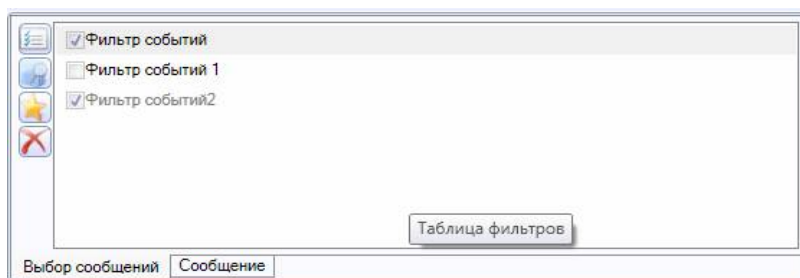 Фильтр событий
Фильтр событий 1
Фильтр событий2
Таблица фильтров
Выбор сообщений Сообщение